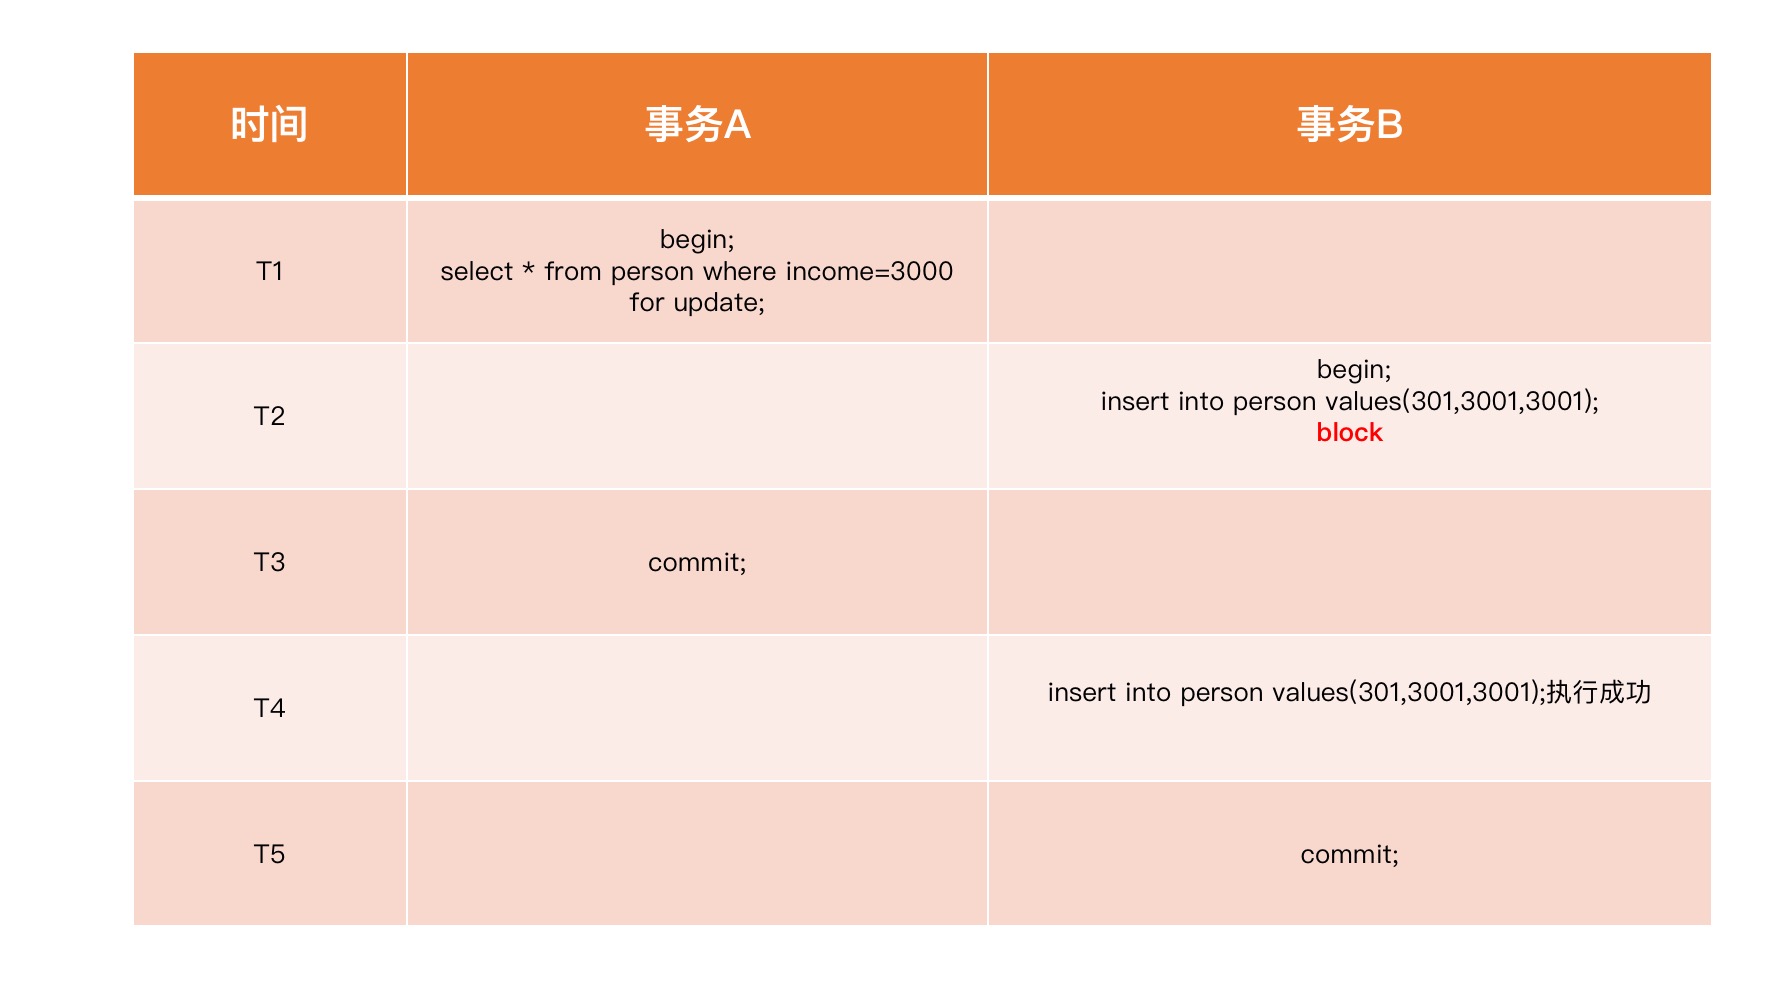 时间
事务A
事务B
T1
begin;
select * from person where income=3000
for update;
T2
begin;
insert into person values(301,3001,3001);
block
T3
commit;
T4
insert into person values(301,3001,3001);执行成功
T5
commit;